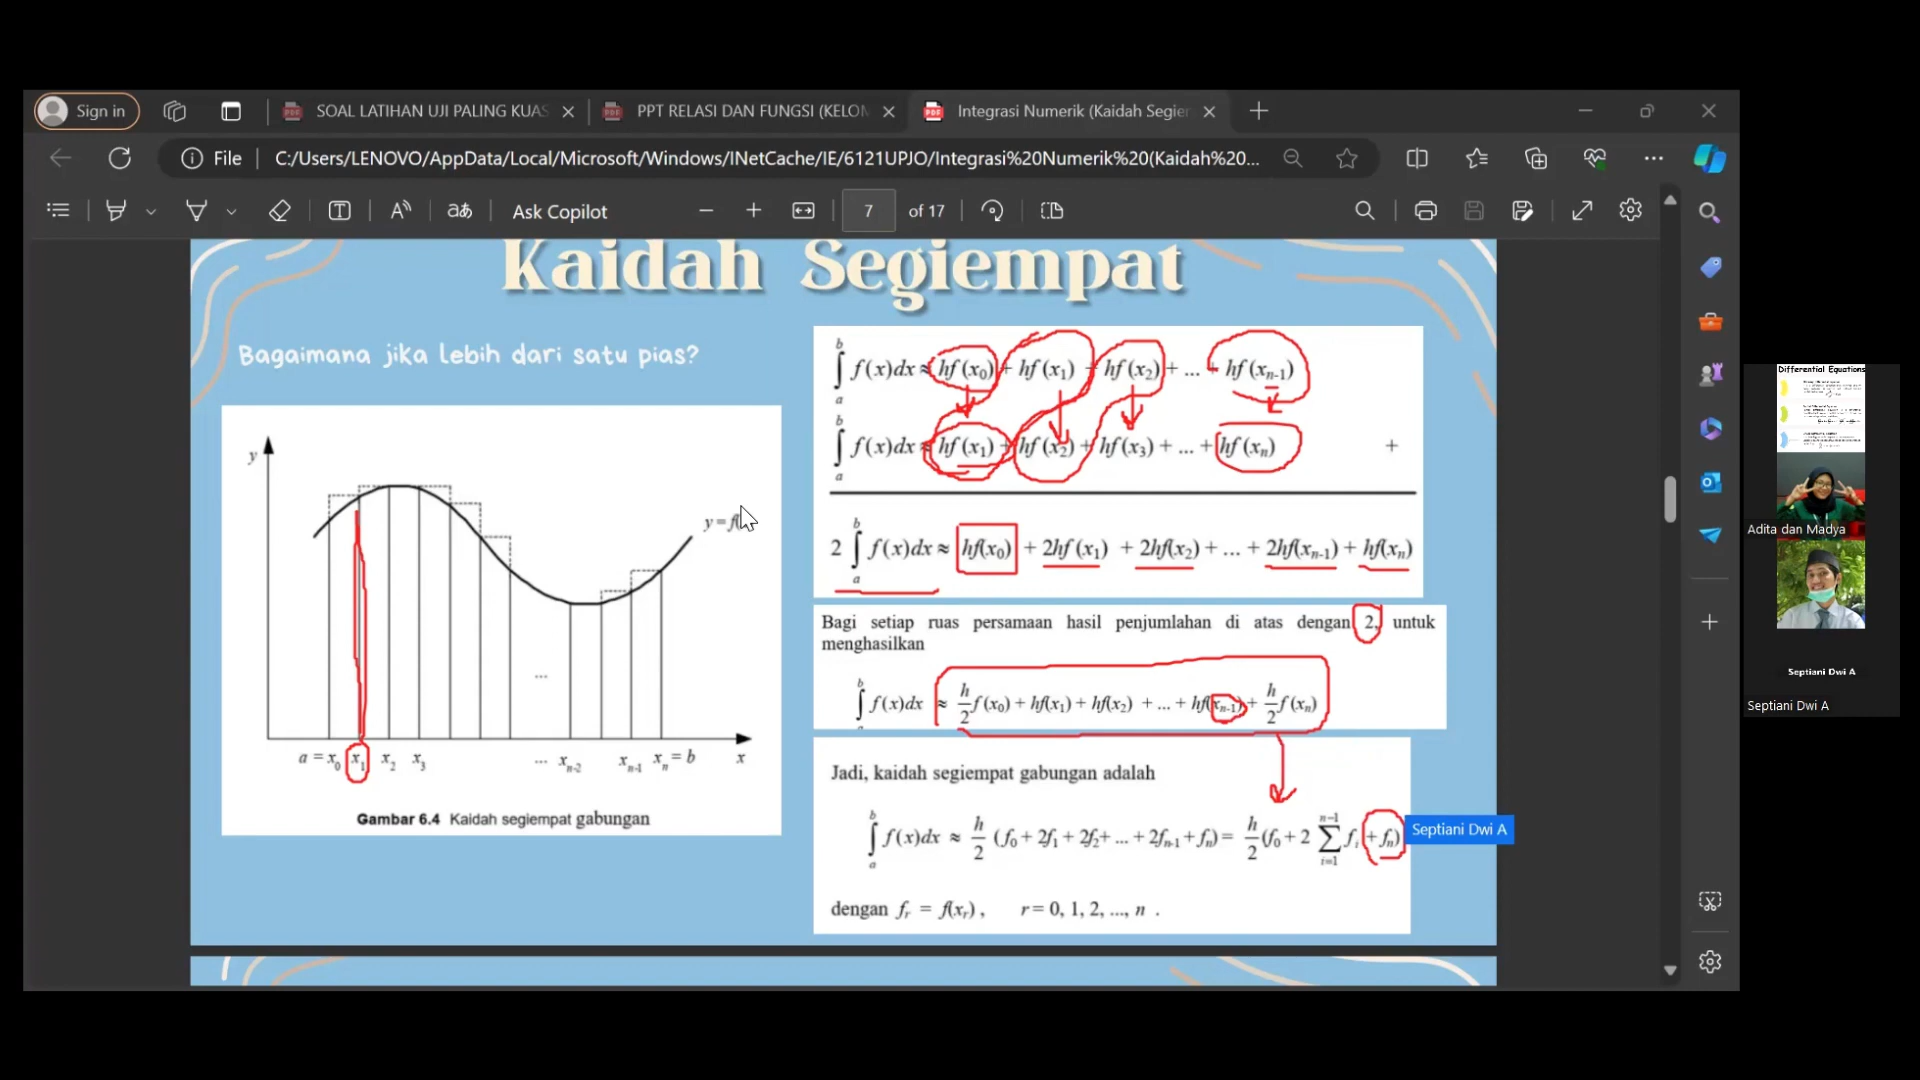 Sign in
SOAL LATIHAN UJI PALING KUAS
PPT RELASI DAN FUNGSI (KELON
Integrasi Numerik (Kaidah Segier
File
C:/Users/LENOVO/AppData/Local/Microsoft/Windows/INetCache/IE/6121UPJO/Integrasi%20Numerik%20(Kaidah%20...
Ask Copilot
7 of 17
Kaidah Segiempat
Bagaimana jika lebih dari satu pias?
y
y = f(
...
a = x₀ x₁ x₂ x₃ ... xₙ₋₂ xₙ₋₁ xₙ = b x
Gambar 6.4 Kaidah segiempat gabungan
∫ₐᵇ f(x)dx ≈ hf(x₀) + hf(x₁) + hf(x₂) + ... + hf(xₙ₋₁)
∫ₐᵇ f(x)dx ≈ hf(x₁) + hf(x₂) + hf(x₃) + ... + hf(xₙ) +
2 ∫ₐᵇ f(x)dx ≈ hf(x₀) + 2hf(x₁) + 2hf(x₂) + ... + 2hf(xₙ₋₁) + hf(xₙ)
Bagi setiap ruas persamaan hasil penjumlahan di atas dengan 2, untuk
menghasilkan
∫ₐᵇ f(x)dx ≈ h/2 f(x₀) + hf(x₁) + hf(x₂) + ... + hf(xₙ₋₁) + h/2 f(xₙ)
Jadi, kaidah segiempat gabungan adalah
∫ₐᵇ f(x)dx ≈ h/2 (f₀ + 2f₁ + 2f₂ + ... + 2fₙ₋₁ + fₙ) = h/2 (f₀ + 2 ∑ᵢ₌₁ⁿ⁻¹ fᵢ + fₙ)
Septiani Dwi A
dengan fᵣ = f(xᵣ) , r = 0, 1, 2, ..., n .
Differential Equations
Adita dan Madya
Septiani Dwi A
Septiani Dwi A